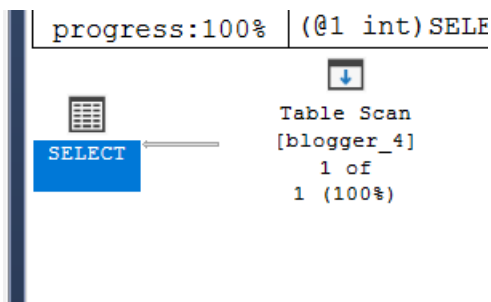 progress:100% (@1 int)SELE
Table Scan
[blogger_4]
1 of
1 (100%)
SELECT